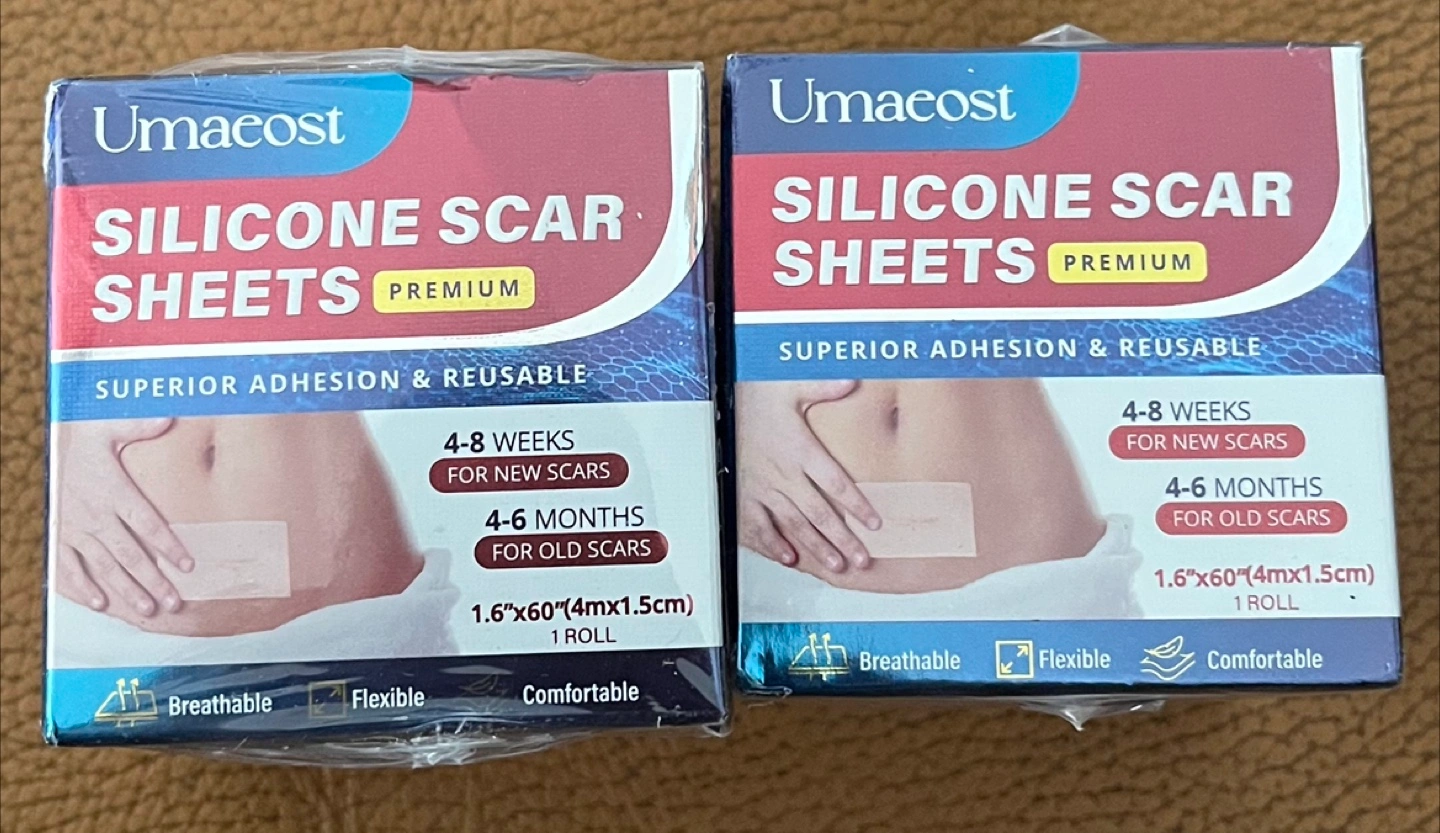 Umaeost
SILICONE SCAR
SHEETS PREMIUM
SUPERIOR ADHESION & REUSABLE
4-8 WEEKS
FOR NEW SCARS
4-6 MONTHS
FOR OLD SCARS
1.6”x60”(4mx1.5cm)
1 ROLL
Breathable Flexible Comfortable
Umaeost
SILICONE SCAR
SHEETS PREMIUM
SUPERIOR ADHESION & REUSABLE
4-8 WEEKS
FOR NEW SCARS
4-6 MONTHS
FOR OLD SCARS
1.6”x60”(4mx1.5cm)
1 ROLL
Breathable Flexible Comfortable